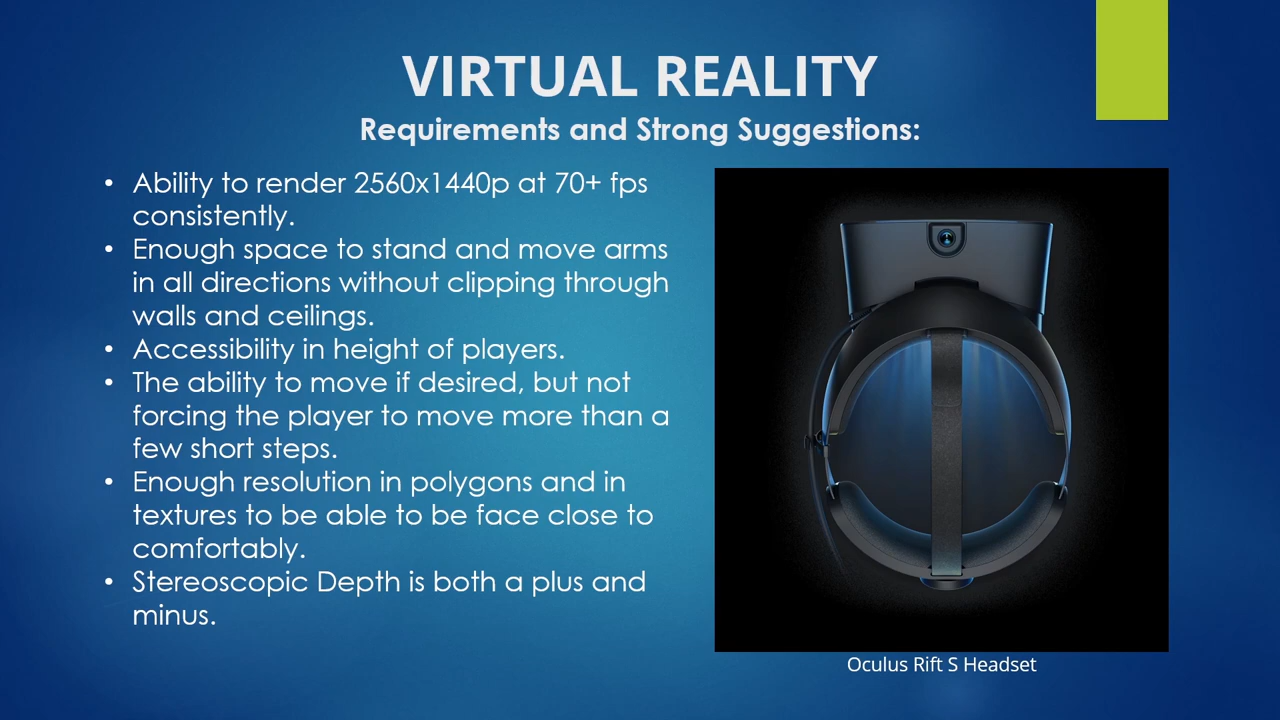 VIRTUAL REALITY
Requirements and Strong Suggestions:
• Ability to render 2560x1440p at 70+ fps
consistently.
• Enough space to stand and move arms
in all directions without clipping through
walls and ceilings.
• Accessibility in height of players.
• The ability to move if desired, but not
forcing the player to move more than a
few short steps.
• Enough resolution in polygons and in
textures to be able to be face close to
comfortably.
• Stereoscopic Depth is both a plus and
minus.
Oculus Rift S Headset